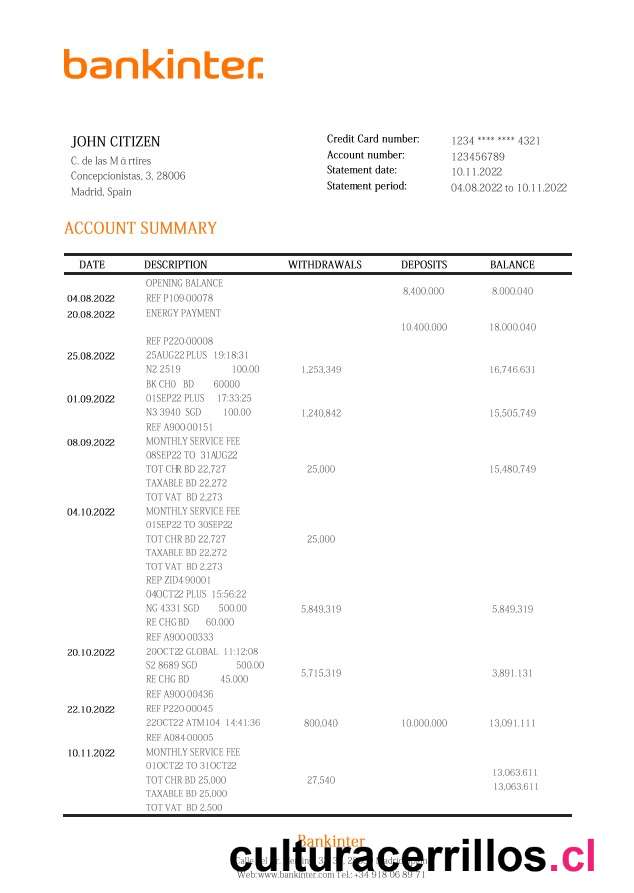 bankinter.
JOHN CITIZEN
C. de las M á rtires
Concepcionistas, 3, 28006
Madrid, Spain
Credit Card number: 1234 **** **** 4321
Account number: 123456789
Statement date: 10.11.2022
Statement period: 04.08.2022 to 10.11.2022
ACCOUNT SUMMARY
DATE DESCRIPTION WITHDRAWALS DEPOSITS BALANCE
OPENING BALANCE
8,400.000 8.000.040
04.08.2022 REF P109-00078
20.08.2022 ENERGY PAYMENT
10.400.000 18.000.040
REF P220-00008
25.08.2022 25AUG22 PLUS 19:18:31
N2 2519 100.00 1,253,349 16,746.631
BK CH0 BD 60000
01.09.2022 01SEP22 PLUS 17:33:25
N3 3940 SGD 100.00 1,240,842 15,505,749
REF A900-00151
08.09.2022 MONTHLY SERVICE FEE
08SEP22 TO 31AUG22
TOT CHR BD 22,727 25,000 15,480,749
TAXABLE BD 22,272
TOT VAT BD 2,273
04.10.2022 MONTHLY SERVICE FEE
01SEP22 TO 30SEP22
TOT CHR BD 22,727 25,000
TAXABLE BD 22,272
TOT VAT BD 2,273
REP ZID4 90001
04OCT22 PLUS 15:56:22
NG 4331 SGD 500.00 5,849,319 5,849,319
RE CHG BD 60.000
REF A900-00333
20.10.2022 20OCT22 GLOBAL 11:12:08
S2 8689 SGD 500.00
5,715,319 3,891.131
RE CHG BD 45.000
REF A900-00436
22.10.2022 REF P220-00045
22OCT22 ATM104 14:41:36 800,040 10.000.000 13,091,111
REF A084-00005
10.11.2022 MONTHLY SERVICE FEE
01OCT22 TO 31OCT22
13,063.611
TOT CHR BD 25,000 27,540
13,063.611
TAXABLE BD 25,000
TOT VAT BD 2,500
Bankinter
culturacerrillos.cl
Web:www.bankinter.com Tel.: +34 918 06 89 71